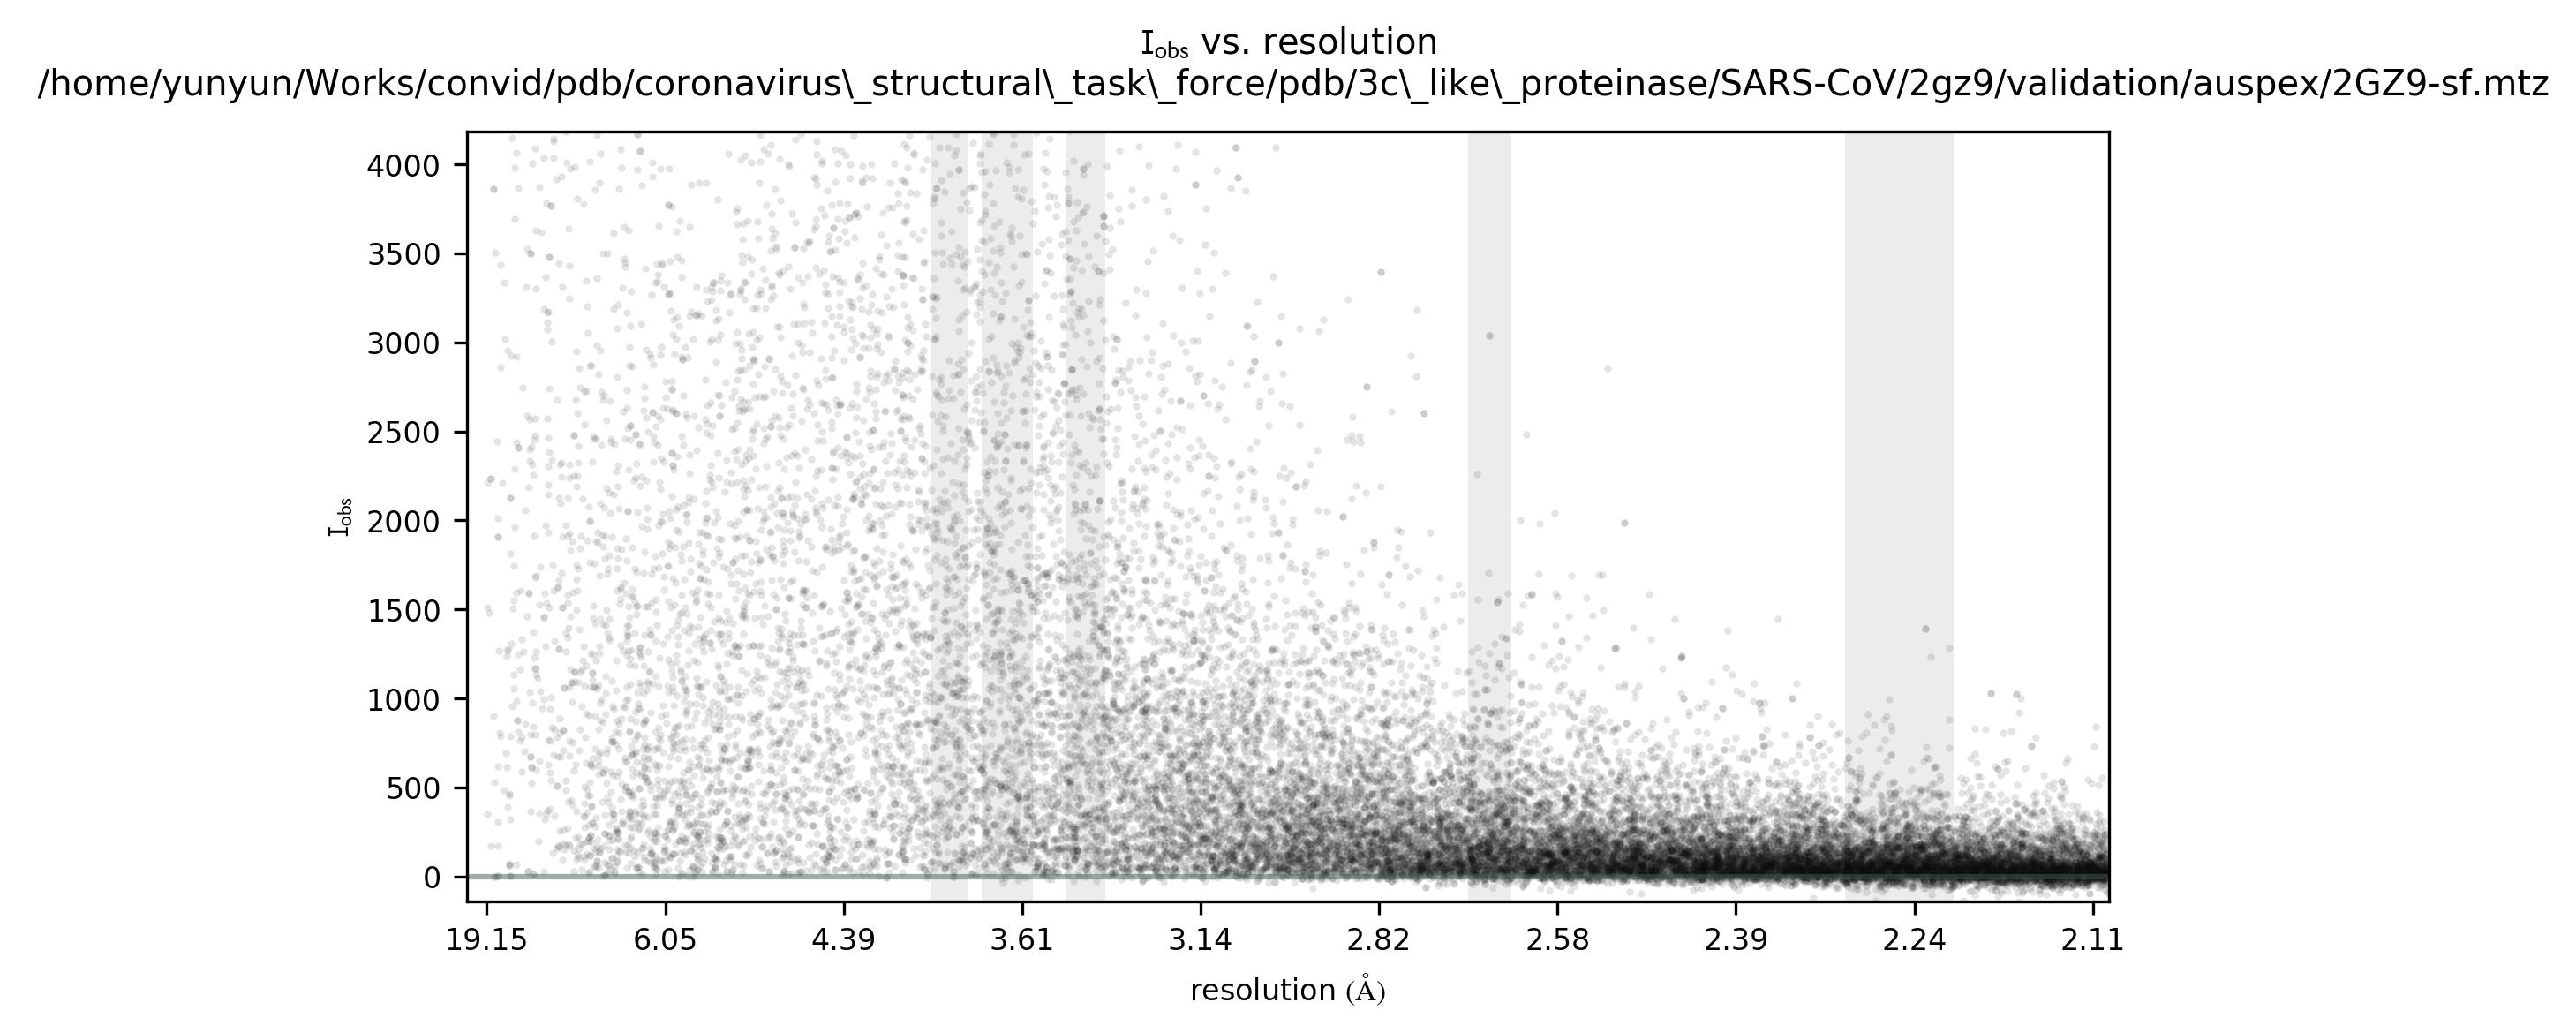 I_obs vs. resolution
/home/yunyun/Works/convid/pdb/coronavirus\_structural\_task\_force/pdb/3c\_like\_proteinase/SARS-CoV/2gz9/validation/auspex/2GZ9-sf.mtz
4000
3500
3000
2500
2000
1500
1000
500
0
I_obs
19.15 6.05 4.39 3.61 3.14 2.82 2.58 2.39 2.24 2.11
resolution (Å)